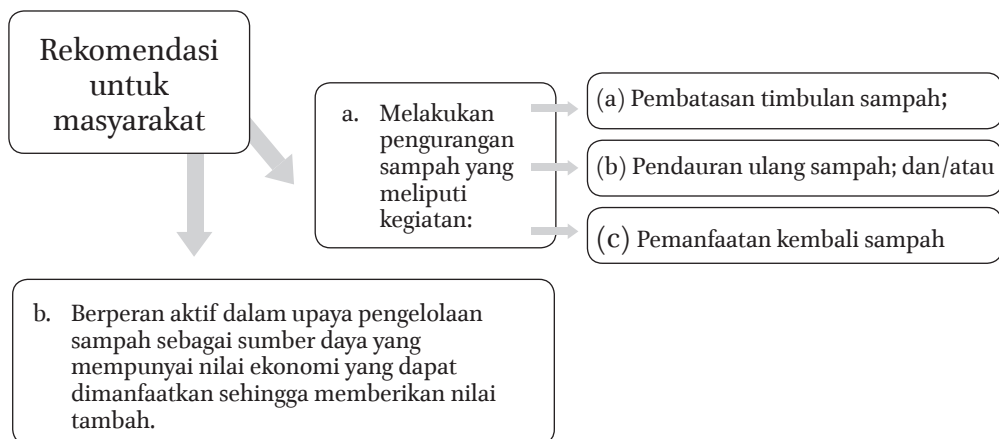 Rekomendasi
untuk
masyarakat
a. Melakukan
pengurangan
sampah yang
meliputi
kegiatan:
(a) Pembatasan timbulan sampah;
(b) Pendauran ulang sampah; dan/atau
(c) Pemanfaatan kembali sampah
b. Berperan aktif dalam upaya pengelolaan
sampah sebagai sumber daya yang
mempunyai nilai ekonomi yang dapat
dimanfaatkan sehingga memberikan nilai
tambah.